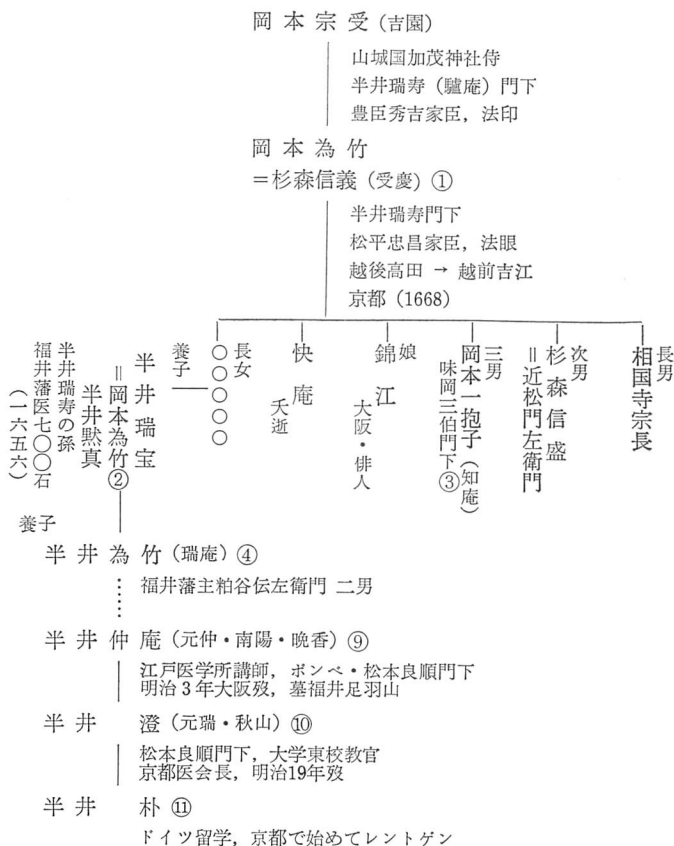 岡本宗受(吉園)
山城国加茂神社侍
半井瑞寿(驢庵)門下
豊臣秀吉家臣,法印
岡本為竹
=杉森信義(受慶)①
半井瑞寿門下
松平忠昌家臣,法眼
越後高田 → 越前吉江
京都(1668)
長男
相国寺宗長
次男
杉森信盛
=近松門左衛門
三男
岡本一抱子(知庵)
味岡三伯門下③
娘
錦江
大阪・俳人
快庵
夭逝
長女
○○○○○
養子
半井瑞宝
=岡本為竹②
半井黙真
半井瑞寿の孫
福井藩医七〇〇石
(一六五六)
養子
半井為竹(瑞庵)④
福井藩主粕谷伝左衛門 二男
半井仲庵(元仲・南陽・晩香)⑨
江戸医学所講師,ボンベ・松本良順門下
明治3年大阪歿,墓福井足羽山
半井 澄(元瑞・秋山)⑩
松本良順門下,大学東校教官
京都医会長,明治19年歿
半井 朴⑪
ドイツ留学,京都で始めてレントゲン